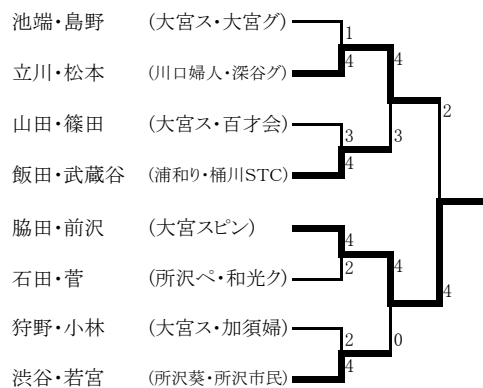 池端・島野 (大宮ス・大宮グ)
1
立川・松本 (川口婦人・深谷グ)
4
4
2
山田・篠田 (大宮ス・百才会)
3
3
飯田・武蔵谷 (浦和り・桶川STC)
4
脇田・前沢 (大宮スピン)
4
石田・菅 (所沢ペ・和光ク)
2
4
4
狩野・小林 (大宮ス・加須婦)
2
0
渋谷・若宮 (所沢葵・所沢市民)
4